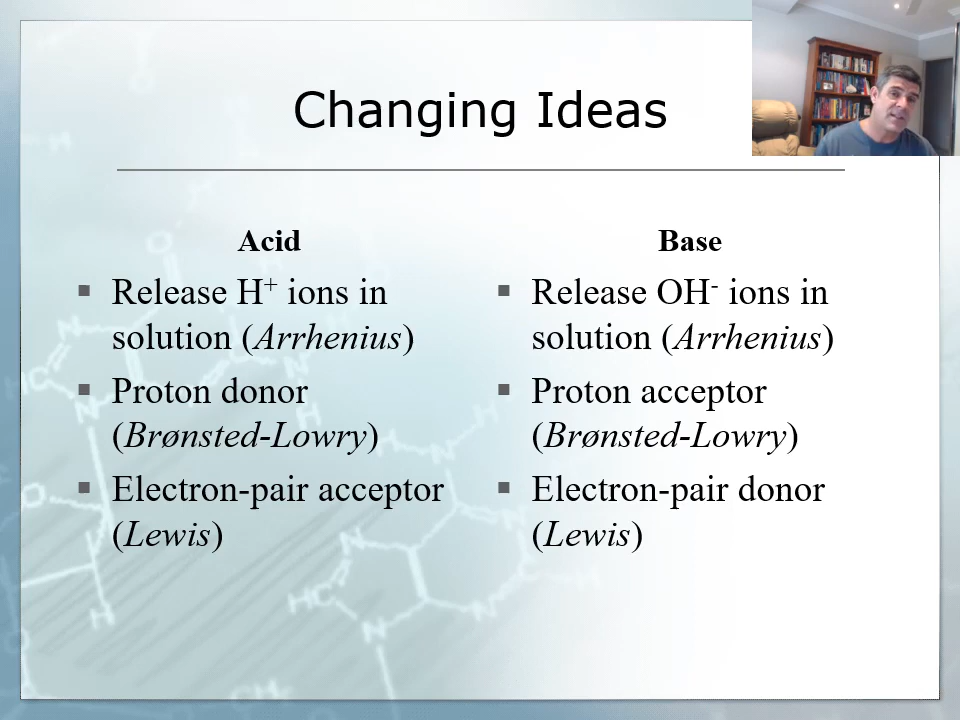 Changing Ideas
Acid
▪ Release H⁺ ions in
solution (Arrhenius)
▪ Proton donor
(Brønsted-Lowry)
▪ Electron-pair acceptor
(Lewis)
Base
▪ Release OH⁻ ions in
solution (Arrhenius)
▪ Proton acceptor
(Brønsted-Lowry)
▪ Electron-pair donor
(Lewis)